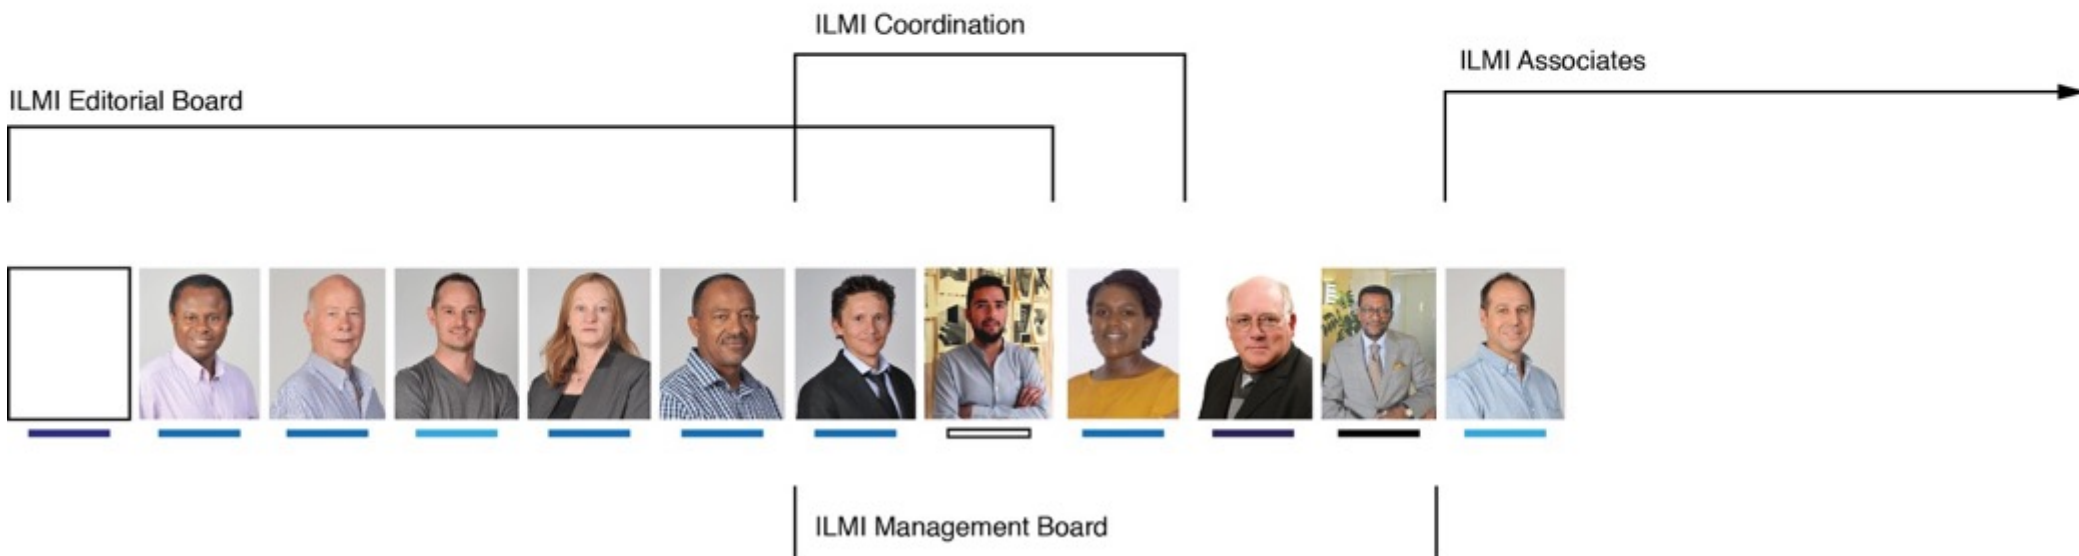 ILMI Coordination
ILMI Associates
ILMI Editorial Board
ILMI Management Board